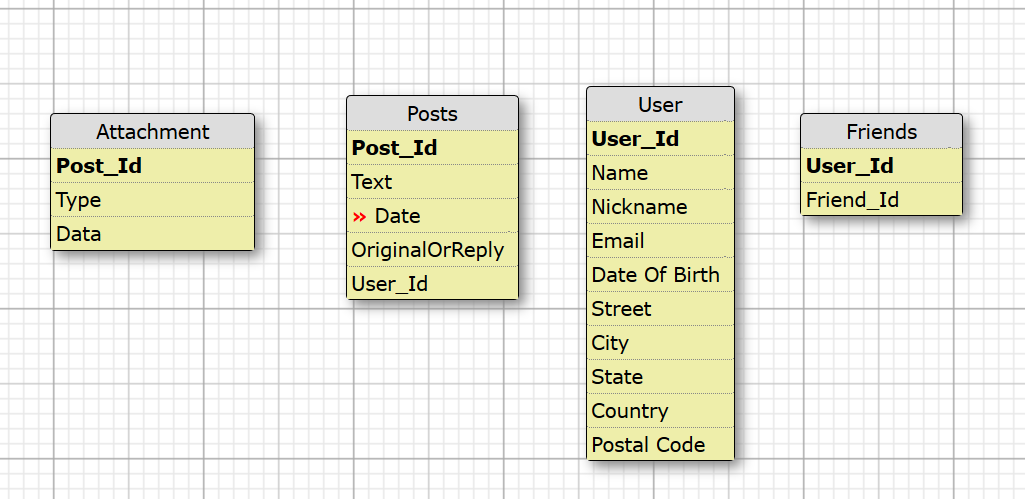 Attachment
Post_Id
Type
Data
Posts
Post_Id
Text
» Date
OriginalOrReply
User_Id
User
User_Id
Name
Nickname
Email
Date Of Birth
Street
City
State
Country
Postal Code
Friends
User_Id
Friend_Id